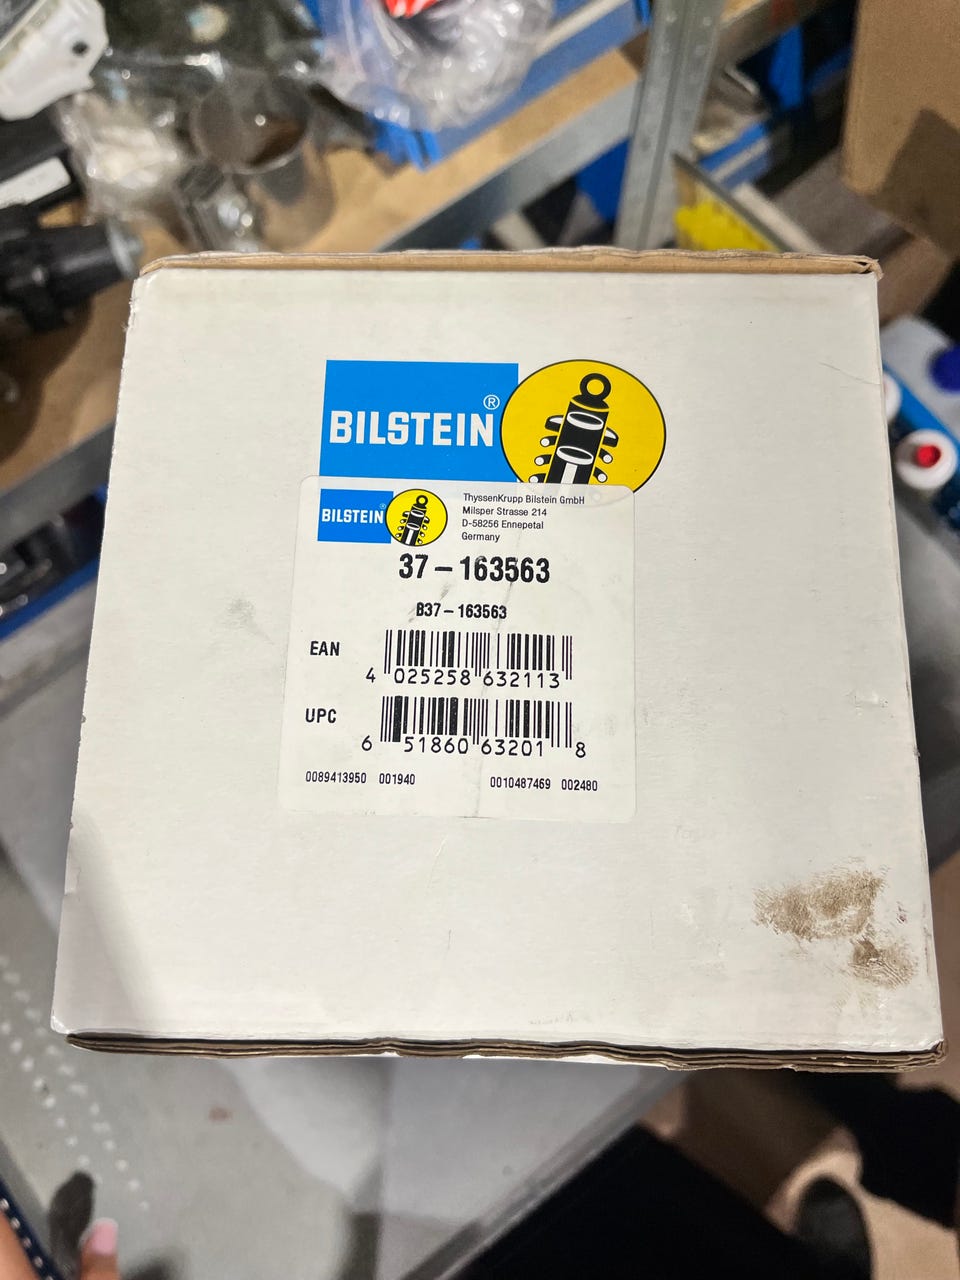 BILSTEIN®
BILSTEIN®
ThyssenKrupp Bilstein GmbH
Milsper Strasse 214
D-58256 Ennepetal
Germany
37-163563
B37-163563
EAN
4 025258 632113
UPC
6 51860 63201 8
0089413950 001940 0010487469 002480